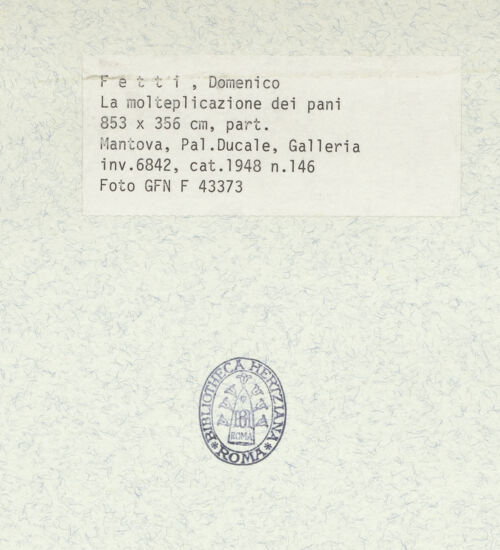 F e t t i , Domenico
La molteplicazione dei pani
853 x 356 cm, part.
Mantova, Pal.Ducale, Galleria
inv.6842, cat.1948 n.146
Foto GFN F 43373
BIBLIOTHECA HERTZIANA
ROMA
ROMA